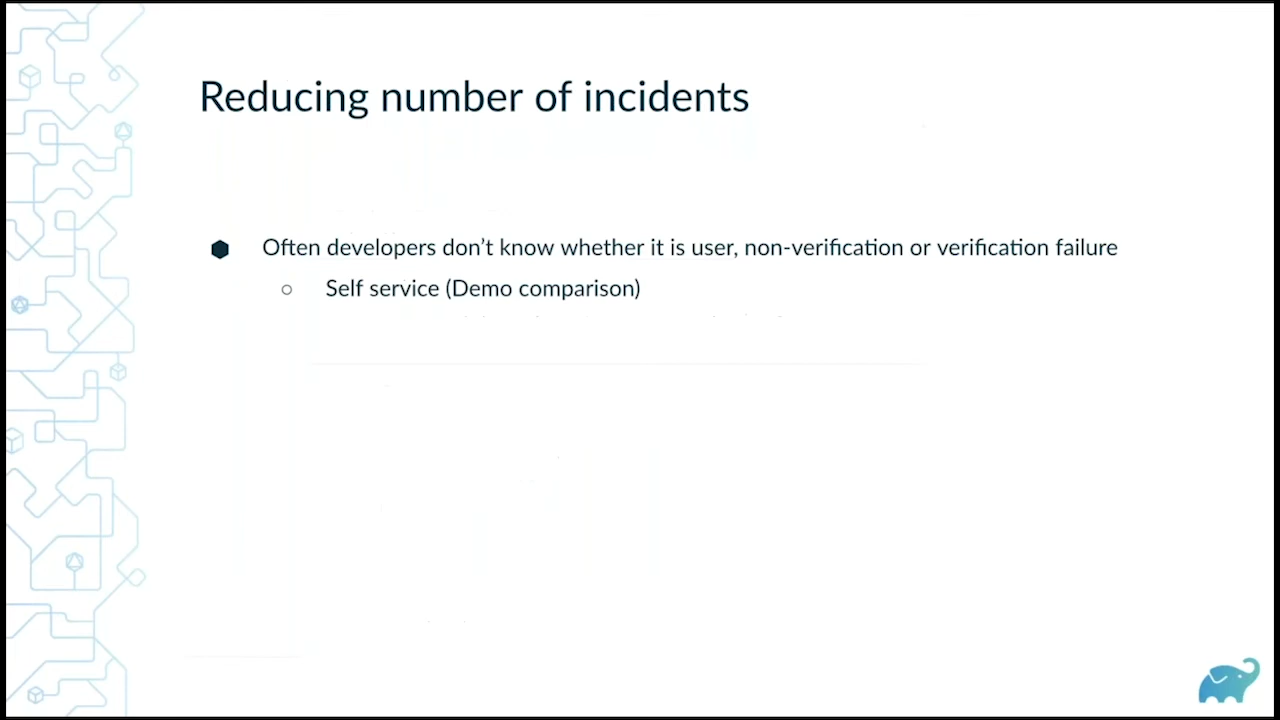 Reducing number of incidents
Often developers don’t know whether it is user, non-verification or verification failure
Self service (Demo comparison)